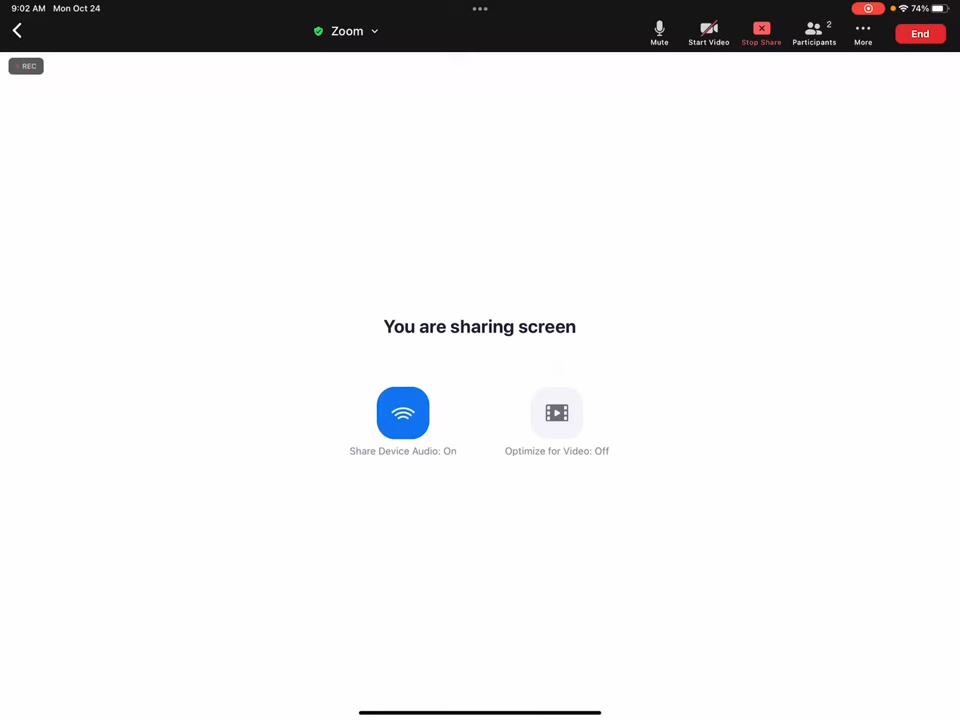 9:02 AM Mon Oct 24
74%
Zoom
Mute
Start Video
Stop Share
2
Participants
More
End
REC
You are sharing screen
Share Device Audio: On
Optimize for Video: Off